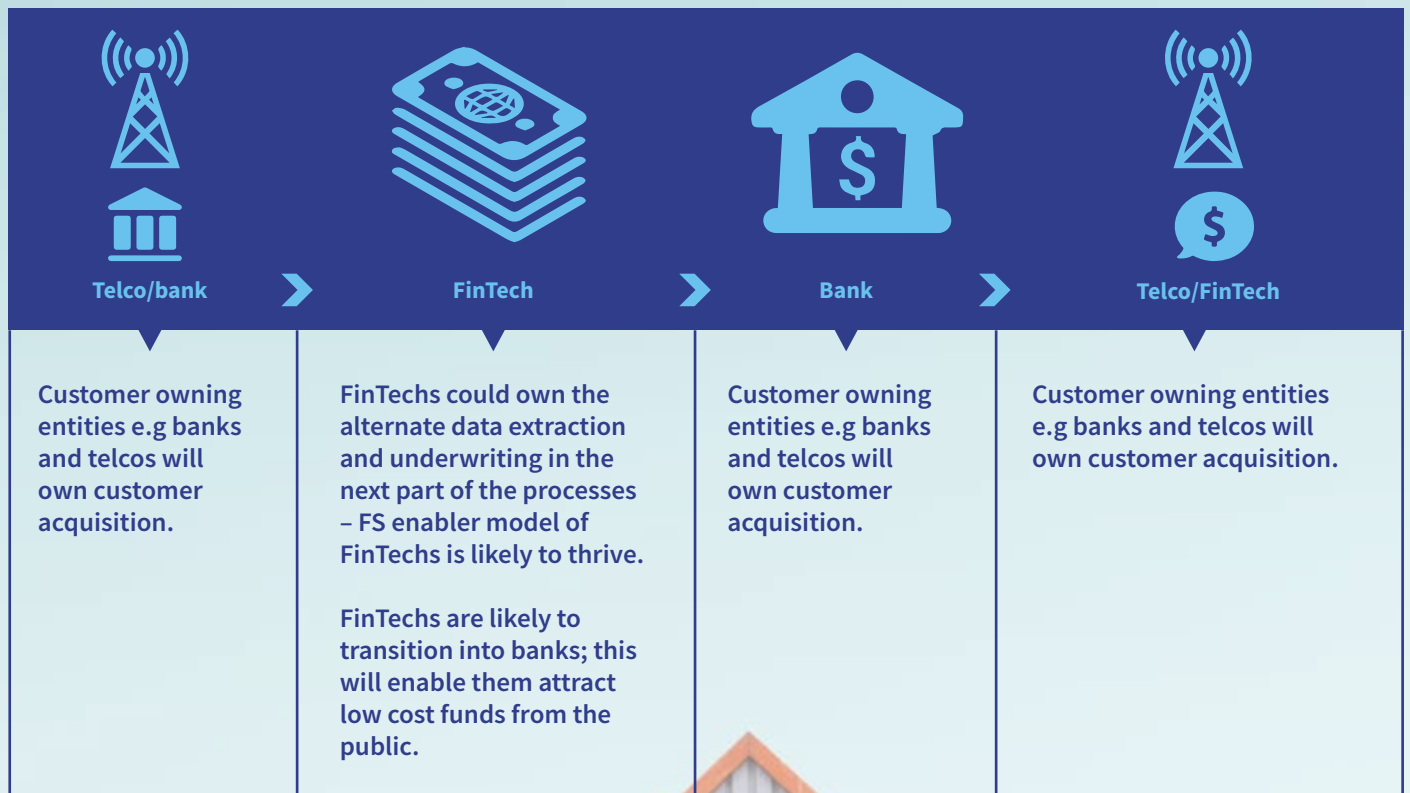 Telco/bank
FinTech
Bank
Telco/FinTech
Customer owning
entities e.g banks
and telcos will
own customer
acquisition.
FinTechs could own the
alternate data extraction
and underwriting in the
next part of the processes
– FS enabler model of
FinTechs is likely to thrive.
FinTechs are likely to
transition into banks; this
will enable them attract
low cost funds from the
public.
Customer owning
entities e.g banks
and telcos will
own customer
acquisition.
Customer owning entities
e.g banks and telcos will
own customer acquisition.